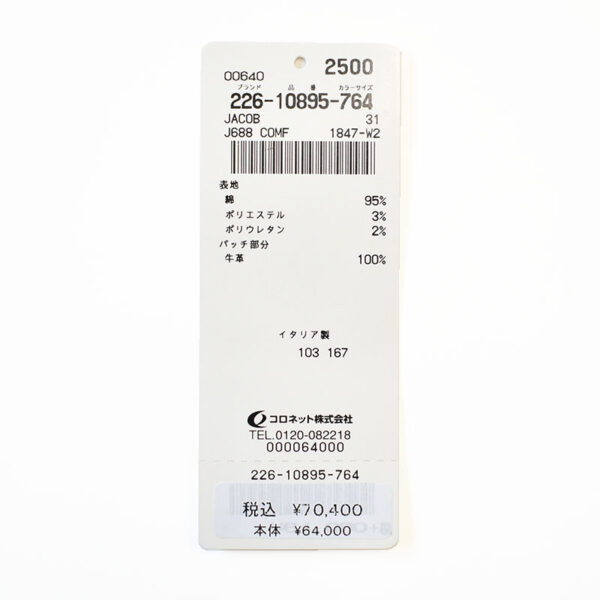 00640 2500
ブランド 品番 カラーサイズ
226-10895-764
JACOB 31
J688 COMF 1847-W2
表地
綿 95%
ポリエステル 3%
ポリウレタン 2%
パッチ部分
牛革 100%
イタリア製
103 167
コロネット株式会社
TEL.0120-082218
000064000
226-10895-764
税込 ¥70,400
本体 ¥64,000